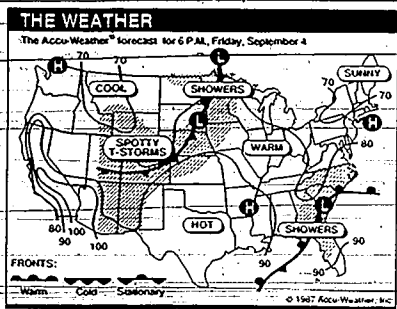 THE WEATHER
The Accu-Weather® forecast for 6 P.M., Friday, September 4
70
70
H
L
SUNNY
COOL
SHOWERS
70
70
L
H
SPOTTY
T-STORMS
WARM
80
H
L
HOT
SHOWERS
80
90
100
100
90
90
90
FRONTS:
Warm
Cold
Stationary
© 1987 Accu-Weather, Inc.